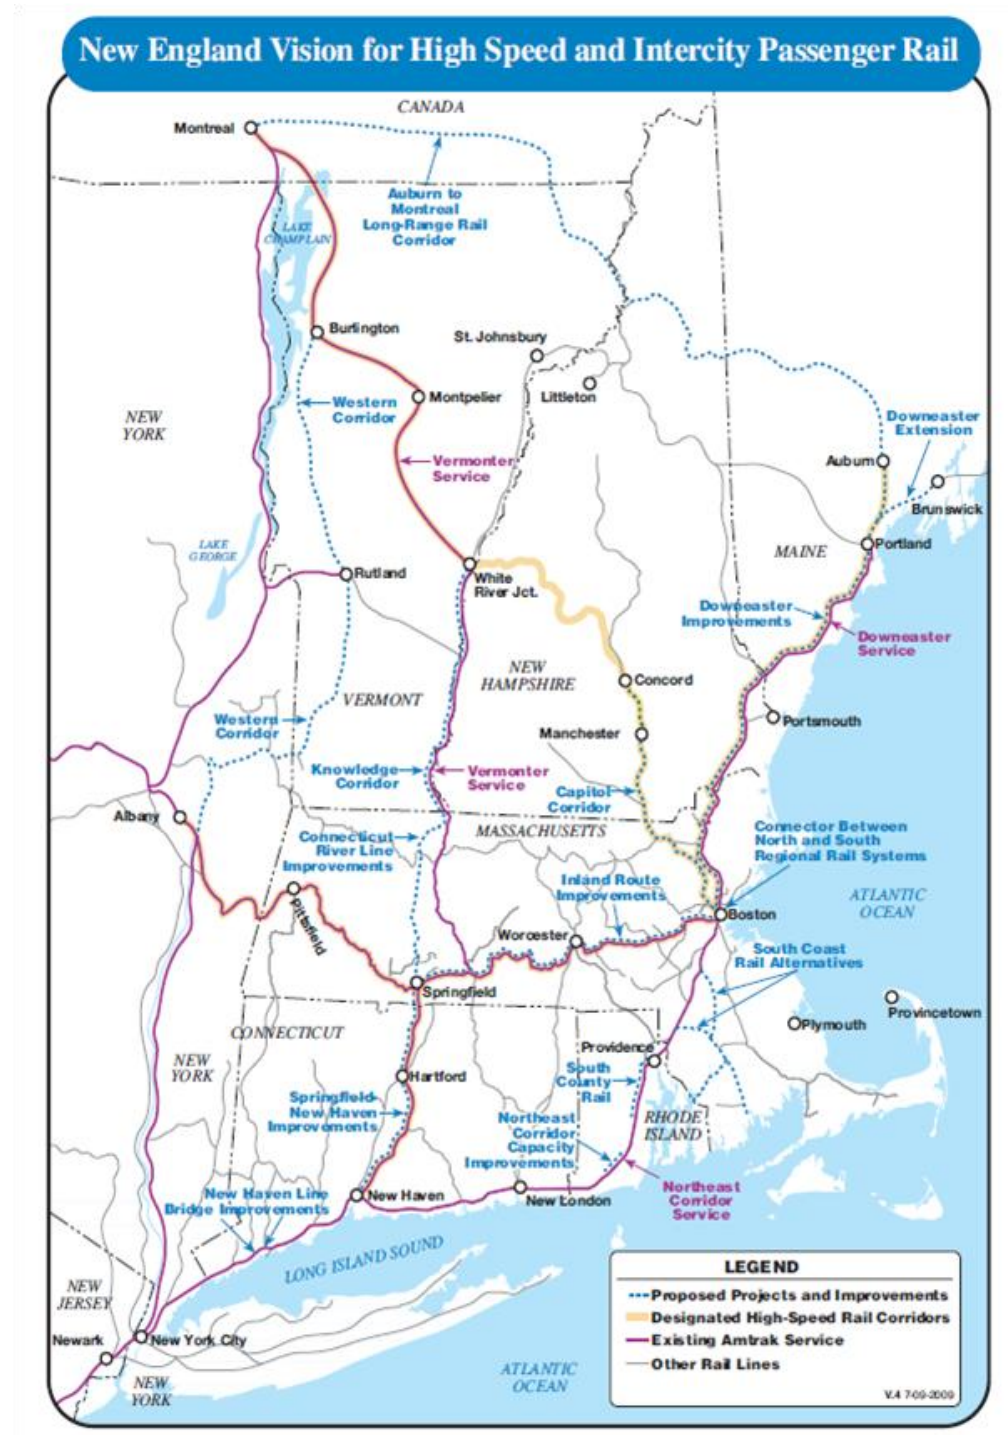 New England Vision for High Speed and Intercity Passenger Rail
CANADA
Montreal
Auburn to
Montreal
Long-Range Rail
Corridor
LAKE
CHAMPLAIN
Burlington
St. Johnsbury
Western
Corridor
Montpelier
Littleton
NEW
YORK
Downeaster
Extension
Vermonter
Service
Auburn
Brunswick
LAKE
GEORGE
MAINE
Portland
Rutland
White
River Jct.
Downeaster
Improvements
Downeaster
Service
NEW
HAMPSHIRE
Concord
VERMONT
Western
Corridor
Portsmouth
Manchester
Knowledge
Corridor
Vermonter
Service
Capitol
Corridor
Albany
Connecticut
River Line
Improvements
MASSACHUSETTS
Connector Between
North and South
Regional Rail Systems
Inland Route
Improvements
ATLANTIC
OCEAN
Pittsfield
Boston
Worcester
South Coast
Rail Alternatives
Springfield
Provincetown
Plymouth
CONNECTICUT
Providence
NEW
YORK
South
County
Rail
Hartford
Springfield-
New Haven
Improvements
Northeast
Corridor
Capacity
Improvements
RHODE
ISLAND
New Haven Line
Bridge Improvements
New Haven
New London
Northeast
Corridor
Service
LONG ISLAND SOUND
NEW
JERSEY
Newark
New York City
NEW
YORK
ATLANTIC
OCEAN
LEGEND
Proposed Projects and Improvements
Designated High-Speed Rail Corridors
Existing Amtrak Service
Other Rail Lines
V.4 7-09-2009